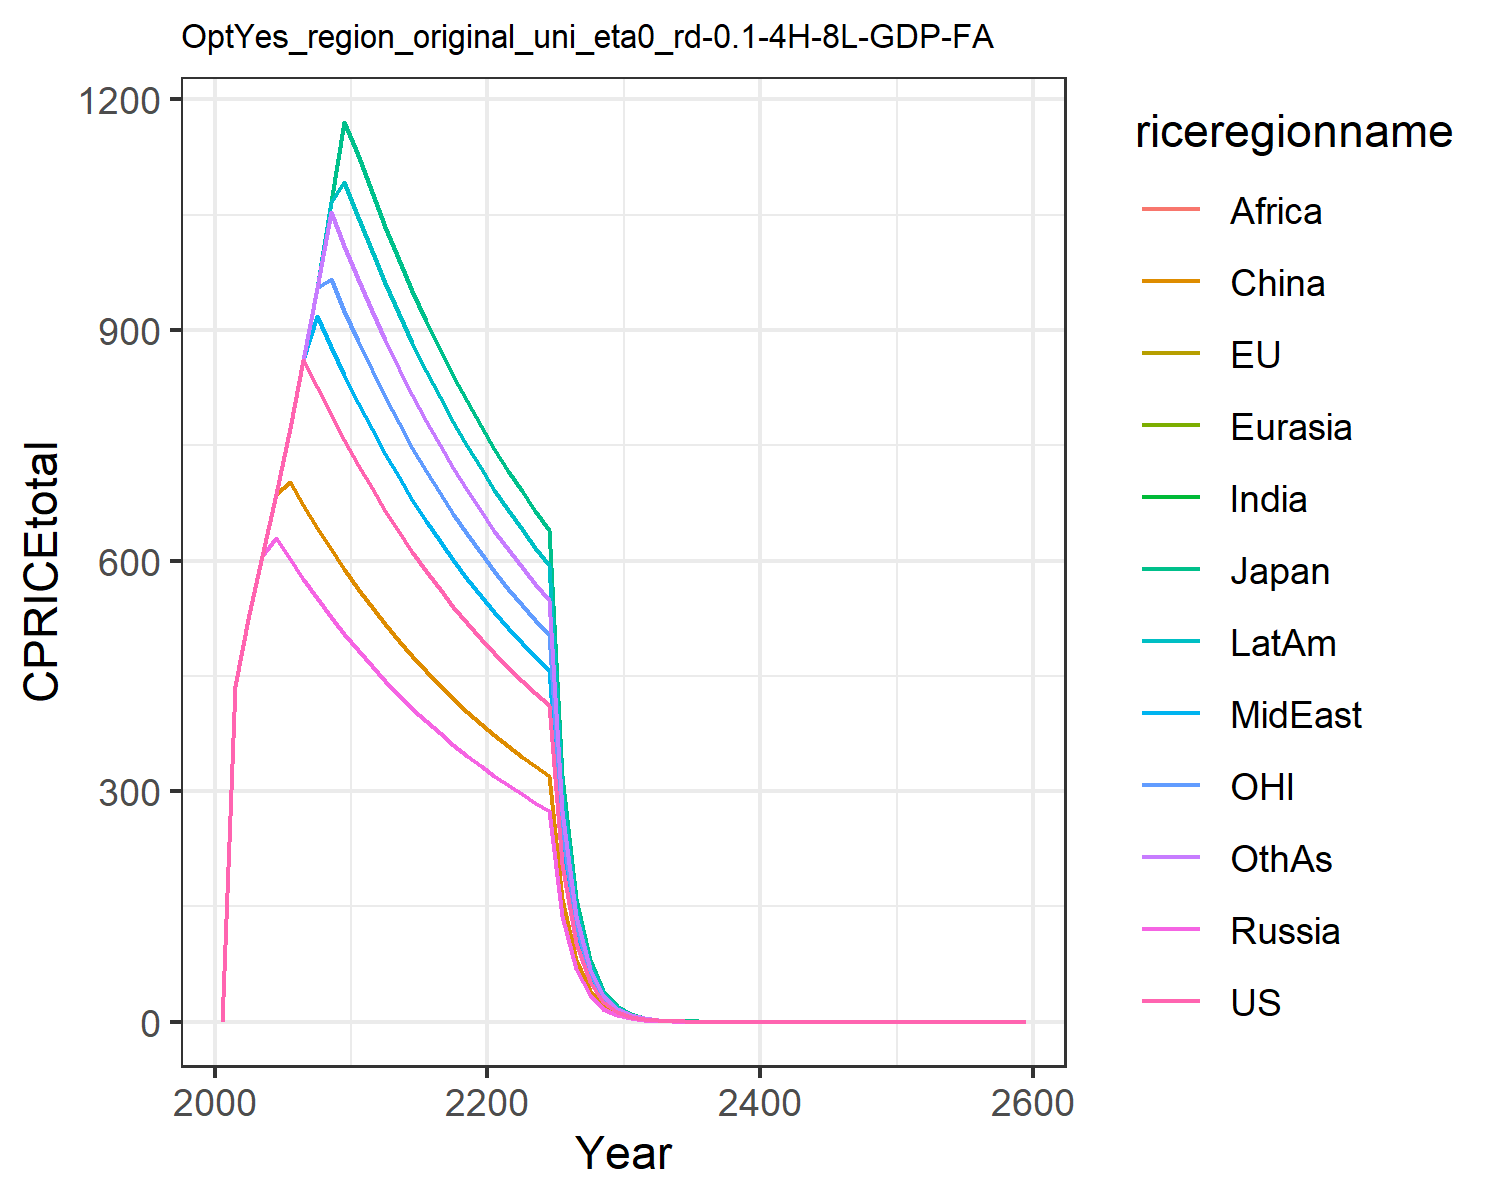 OptYes_region_original_uni_eta0_rd-0.1-4H-8L-GDP-FA
1200
900
600
300
0
CPRICEtotal
2000
2200
2400
2600
Year
riceregionname
Africa
China
EU
Eurasia
India
Japan
LatAm
MidEast
OHI
OthAs
Russia
US